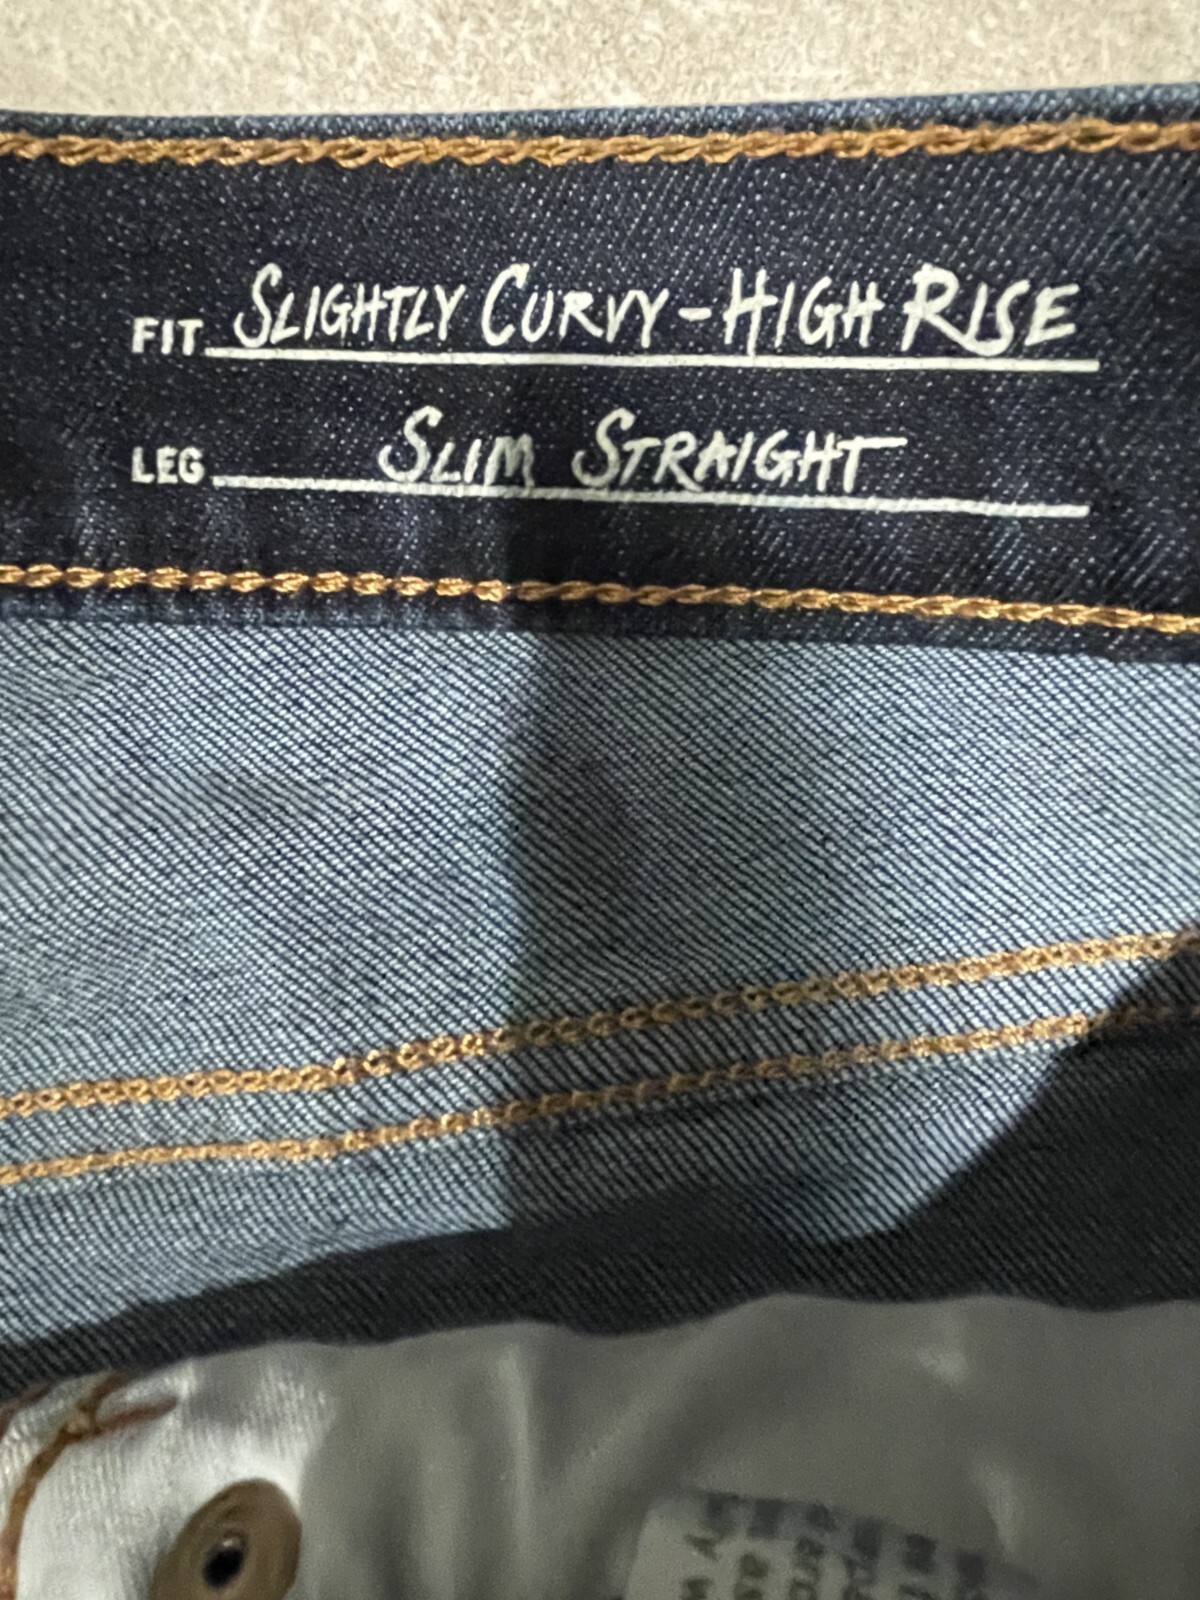 FIT SLIGHTLY CURVY - HIGH RISE
LEG SLIM STRAIGHT